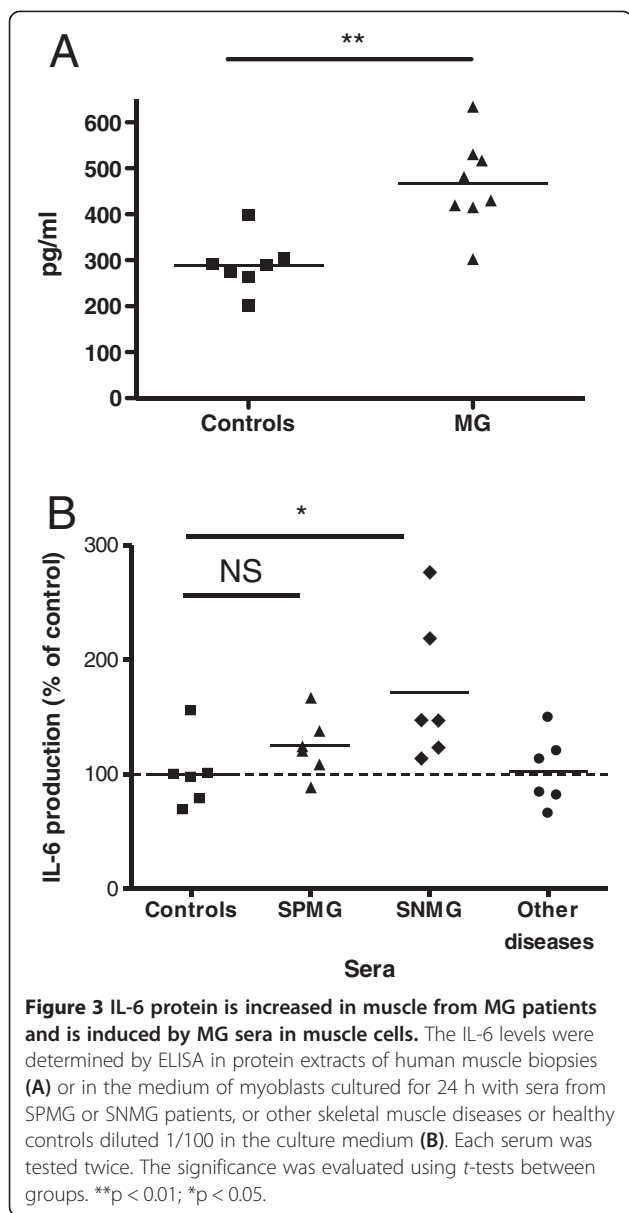 A
**
600
500
400
300
200
100
0
pg/ml
Controls MG
B
*
NS
300
200
100
0
IL-6 production (% of control)
Controls SPMG SNMG Other
diseases
Sera
Figure 3 IL-6 protein is increased in muscle from MG patients
and is induced by MG sera in muscle cells. The IL-6 levels were
determined by ELISA in protein extracts of human muscle biopsies
(A) or in the medium of myoblasts cultured for 24 h with sera from
SPMG or SNMG patients, or other skeletal muscle diseases or healthy
controls diluted 1/100 in the culture medium (B). Each serum was
tested twice. The significance was evaluated using t-tests between
groups. **p < 0.01; *p < 0.05.